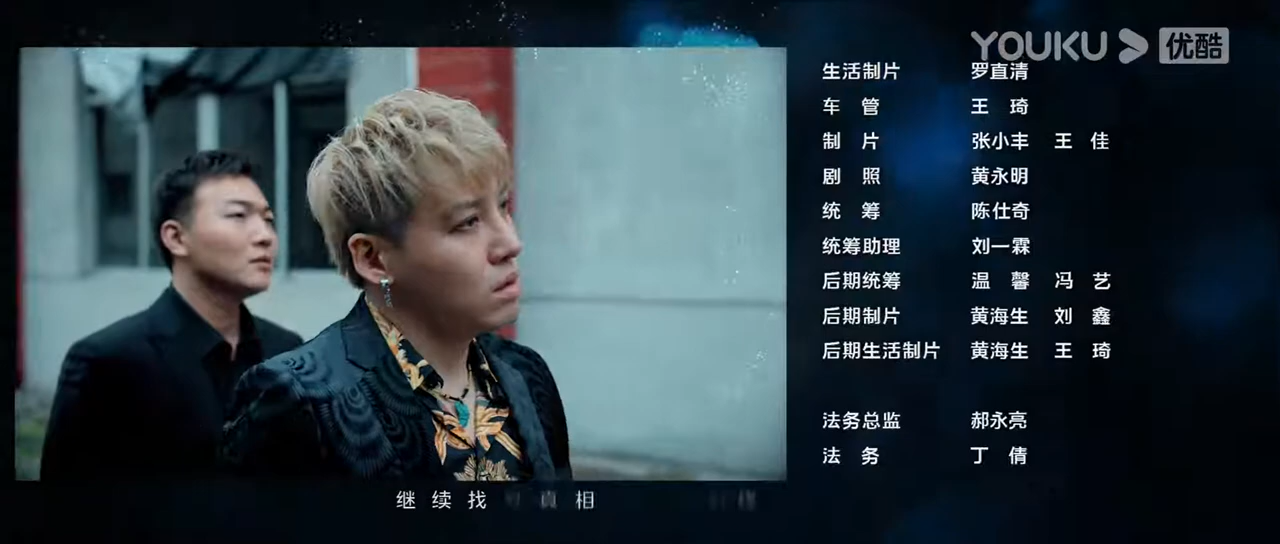 YOUKU 优酷
生活制片 罗直清
车 管 王 琦
制 片 张小丰 王 佳
剧 照 黄永明
统 筹 陈仕奇
统筹助理 刘一霖
后期统筹 温 馨 冯 艺
后期制片 黄海生 刘 鑫
后期生活制片 黄海生 王 琦
法务总监 郝永亮
法 务 丁 倩
继续找 真相